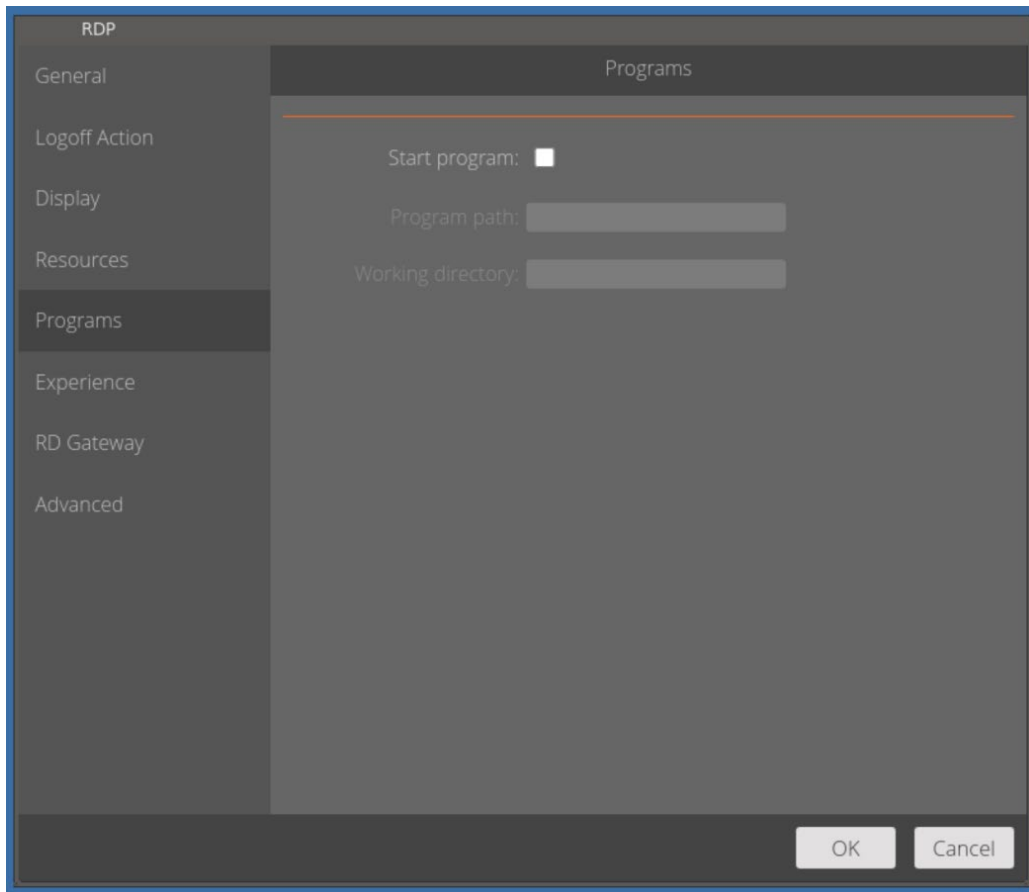 RDP
General
Logoff Action
Display
Resources
Programs
Experience
RD Gateway
Advanced
Programs
Start program:
Program path:
Working directory:
OK
Cancel